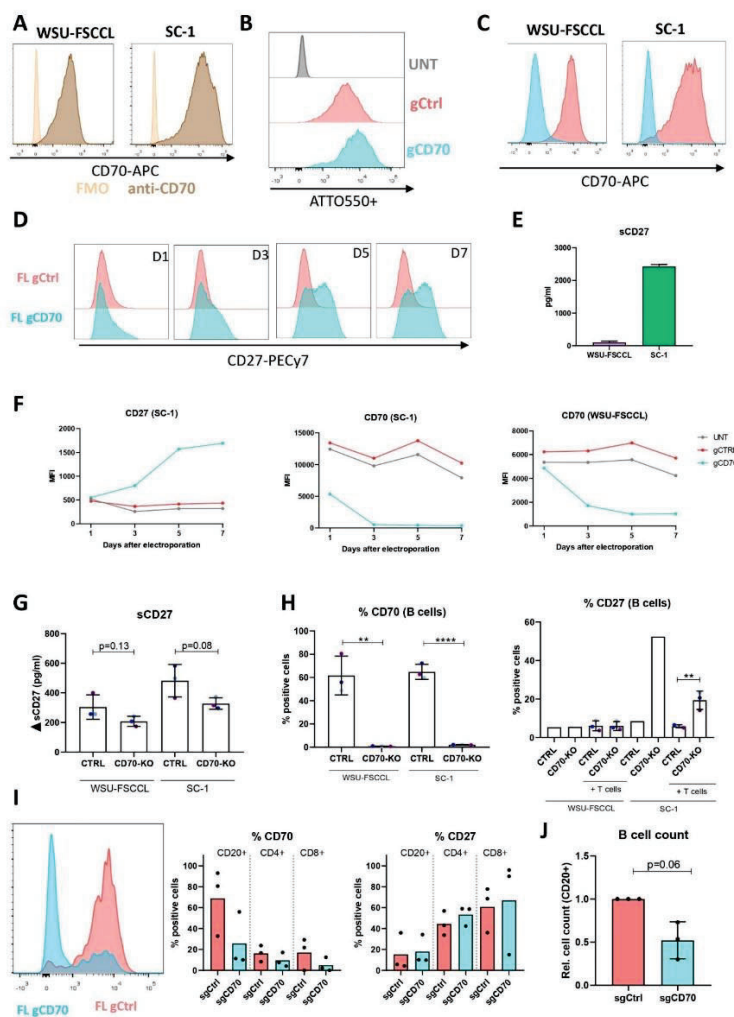 A
WSU-FSCCL
SC-1
CD70-APC
FMO
anti-CD70
B
UNT
gCtrl
gCD70
ATTO550+
C
WSU-FSCCL
SC-1
CD70-APC
D
D1
D3
D5
D7
FL gCtrl
FL gCD70
CD27-PECy7
E
sCD27
pg/ml
3000
2000
1000
0
WSU-FSCCL
SC-1
F
CD27 (SC-1)
MFI
2000
1500
1000
500
0
1
3
5
7
Days after electroporation
CD70 (SC-1)
MFI
15000
10000
5000
0
1
3
5
7
Days after electroporation
CD70 (WSU-FSCCL)
MFI
8000
6000
4000
2000
0
1
3
5
7
Days after electroporation
UNT
gCTRL
gCD70
G
sCD27
▲ sCD27 (pg/ml)
800
600
400
200
0
p=0.13
p=0.08
CTRL
CD70-KO
CTRL
CD70-KO
WSU-FSCCL
SC-1
H
% CD70 (B cells)
% positive cells
100
80
60
40
20
0
**
****
CTRL
CD70-KO
CTRL
CD70-KO
WSU-FSCCL
SC-1
% CD27 (B cells)
% positive cells
60
40
20
0
**
CTRL
CD70-KO
CTRL
CD70-KO
CTRL
CD70-KO
CTRL
CD70-KO
+ T cells
+ T cells
WSU-FSCCL
SC-1
I
FL gCD70
FL gCtrl
% CD70
CD20+
CD4+
CD8+
% positive cells
100
80
60
40
20
0
sgCtrl
sgCD70
sgCtrl
sgCD70
sgCtrl
sgCD70
% CD27
CD20+
CD4+
CD8+
% positive cells
100
80
60
40
20
0
sgCtrl
sgCD70
sgCtrl
sgCD70
sgCtrl
sgCD70
J
B cell count
Rel. cell count (CD20+)
1.5
1.0
0.5
0.0
p=0.06
sgCtrl
sgCD70